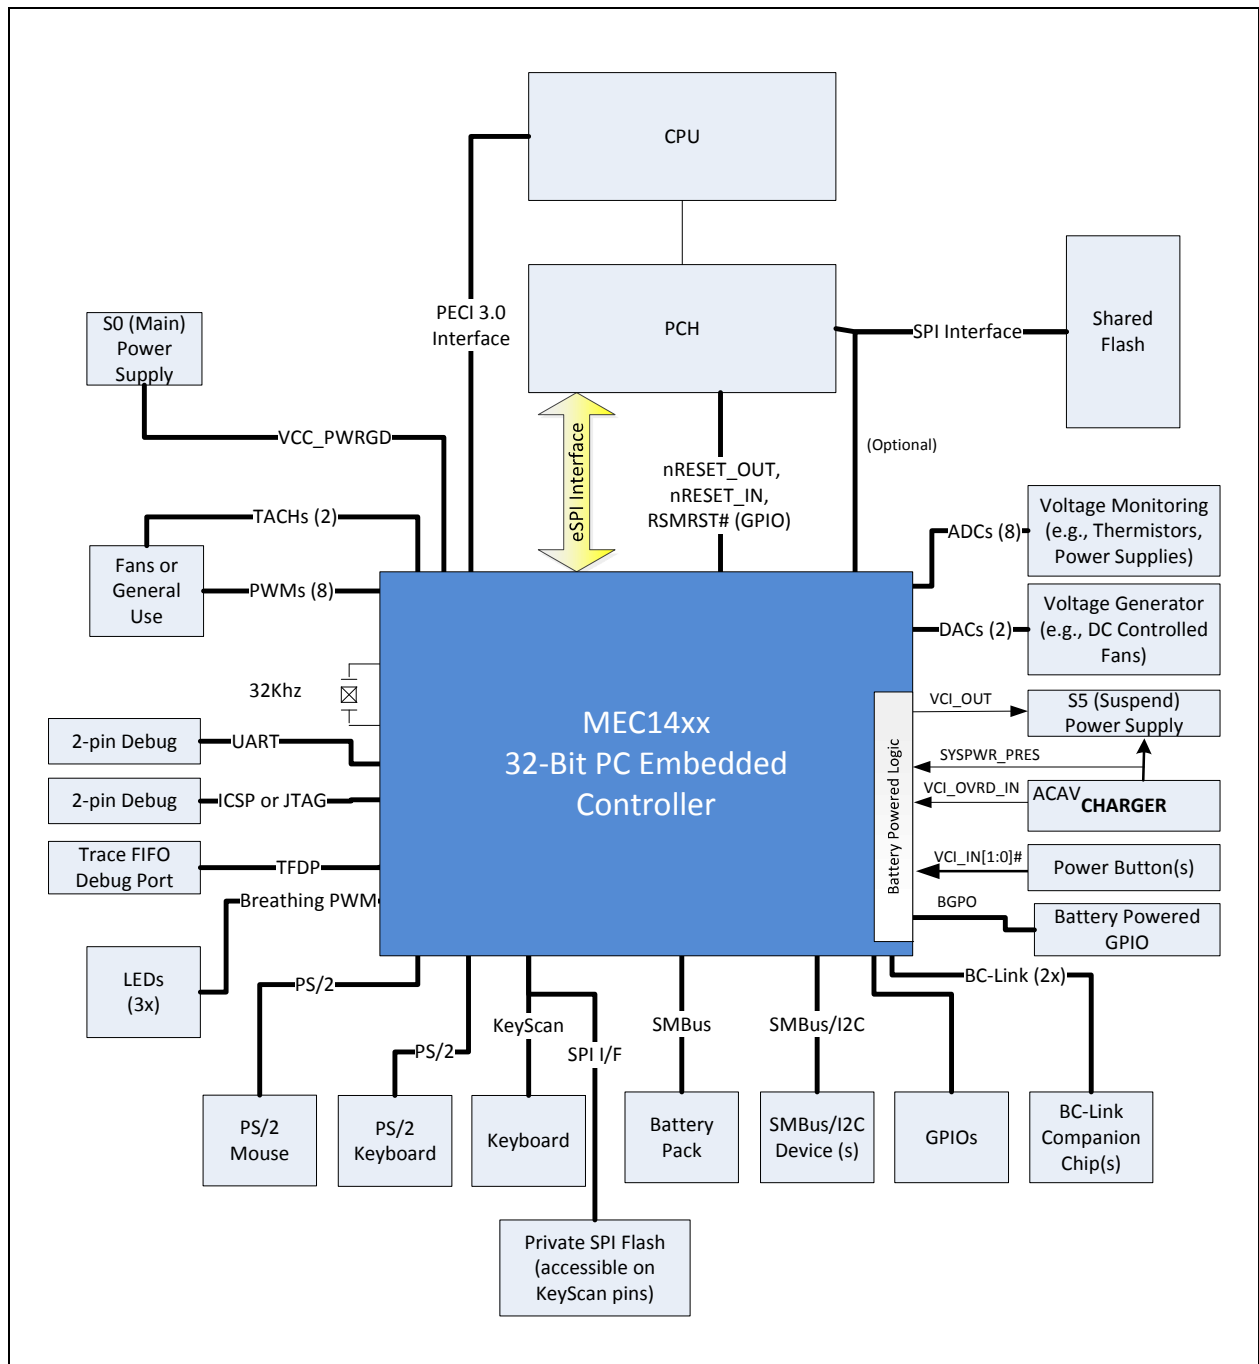 CPU
PECI 3.0
Interface
PCH
SPI Interface
Shared
Flash
S0 (Main)
Power
Supply
VCC_PWRGD
eSPI Interface
nRESET_OUT,
nRESET_IN,
RSMRST# (GPIO)
(Optional)
TACHs (2)
Fans or
General
Use
PWMs (8)
ADCs (8)
Voltage Monitoring
(e.g., Thermistors,
Power Supplies)
DACs (2)
Voltage Generator
(e.g., DC Controlled
Fans)
32Khz
MEC14xx
32-Bit PC Embedded
Controller
Battery Powered Logic
VCI_OUT
S5 (Suspend)
Power Supply
SYSPWR_PRES
VCI_OVRD_IN
ACAV
CHARGER
VCI_IN[1:0]#
Power Button(s)
BGPO
Battery Powered
GPIO
2-pin Debug
UART
2-pin Debug
ICSP or JTAG
Trace FIFO
Debug Port
TFDP
Breathing PWM
LEDs
(3x)
PS/2
PS/2
KeyScan
SPI I/F
SMBus
SMBus/I2C
BC-Link (2x)
PS/2
Mouse
PS/2
Keyboard
Keyboard
Battery
Pack
SMBus/I2C
Device (s)
GPIOs
BC-Link
Companion
Chip(s)
Private SPI Flash
(accessible on
KeyScan pins)